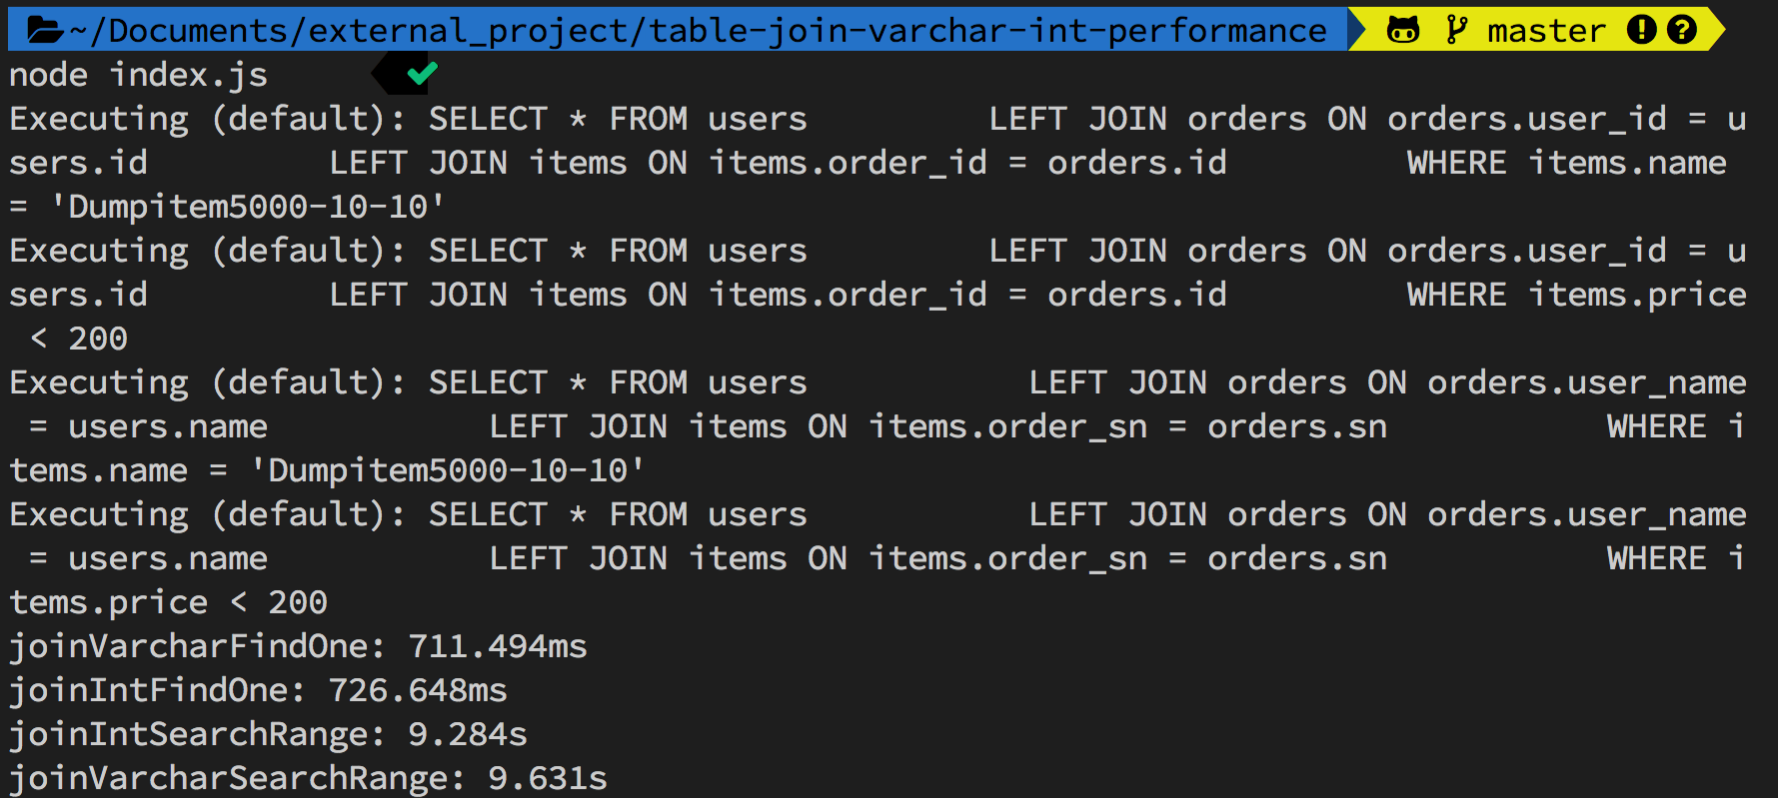 ~/Documents/external_project/table-join-varchar-int-performance master
node index.js
Executing (default): SELECT * FROM users         LEFT JOIN orders ON orders.user_id = u
sers.id         LEFT JOIN items ON items.order_id = orders.id         WHERE items.name
= 'Dumpitem5000-10-10'
Executing (default): SELECT * FROM users         LEFT JOIN orders ON orders.user_id = u
sers.id         LEFT JOIN items ON items.order_id = orders.id         WHERE items.price
 < 200
Executing (default): SELECT * FROM users           LEFT JOIN orders ON orders.user_name
 = users.name           LEFT JOIN items ON items.order_sn = orders.sn           WHERE i
tems.name = 'Dumpitem5000-10-10'
Executing (default): SELECT * FROM users           LEFT JOIN orders ON orders.user_name
 = users.name           LEFT JOIN items ON items.order_sn = orders.sn           WHERE i
tems.price < 200
joinVarcharFindOne: 711.494ms
joinIntFindOne: 726.648ms
joinIntSearchRange: 9.284s
joinVarcharSearchRange: 9.631s